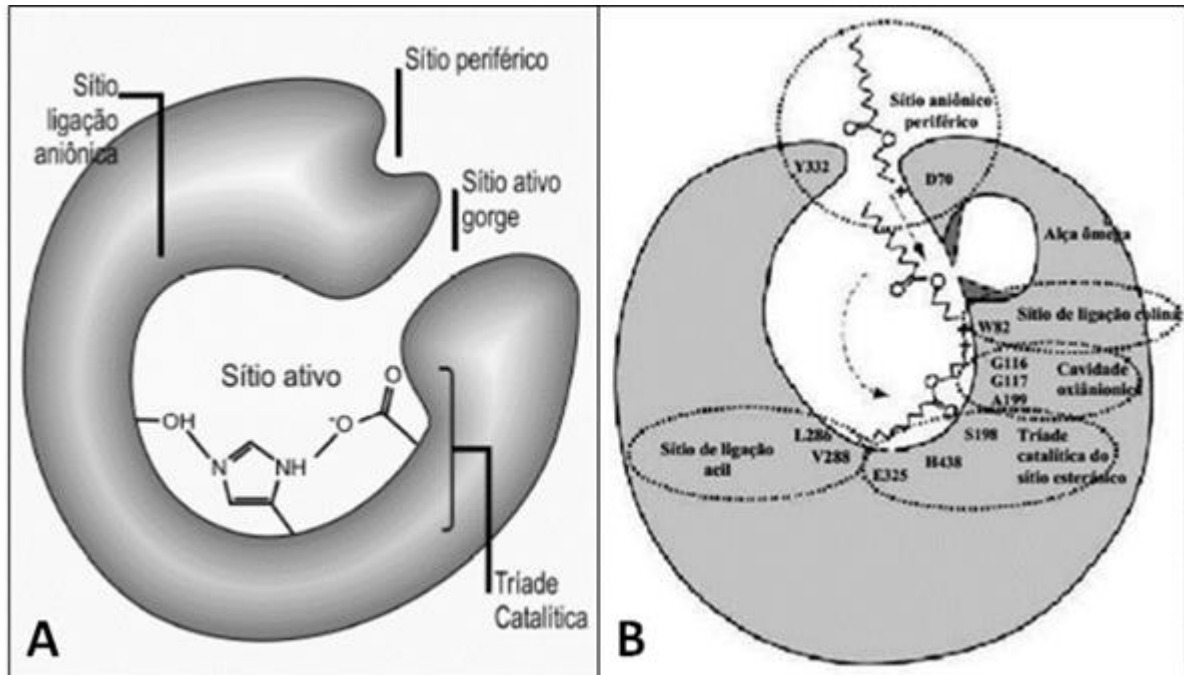 Sítio
ligação
aniônica
Sítio periférico
Sítio ativo
gorge
Sítio ativo
OH
N
NH
-O
O
Tríade
Catalítica
A
Sítio aniônico
periférico
Y332
D70
+
Alça ômega
Sítio de ligação colina
W82
G116
G117
A199
Cavidade
oxiânionica
L286
V288
Sítio de ligação
acil
E325
H438
S198
Tríade
catalítica do
sítio esterásico
B